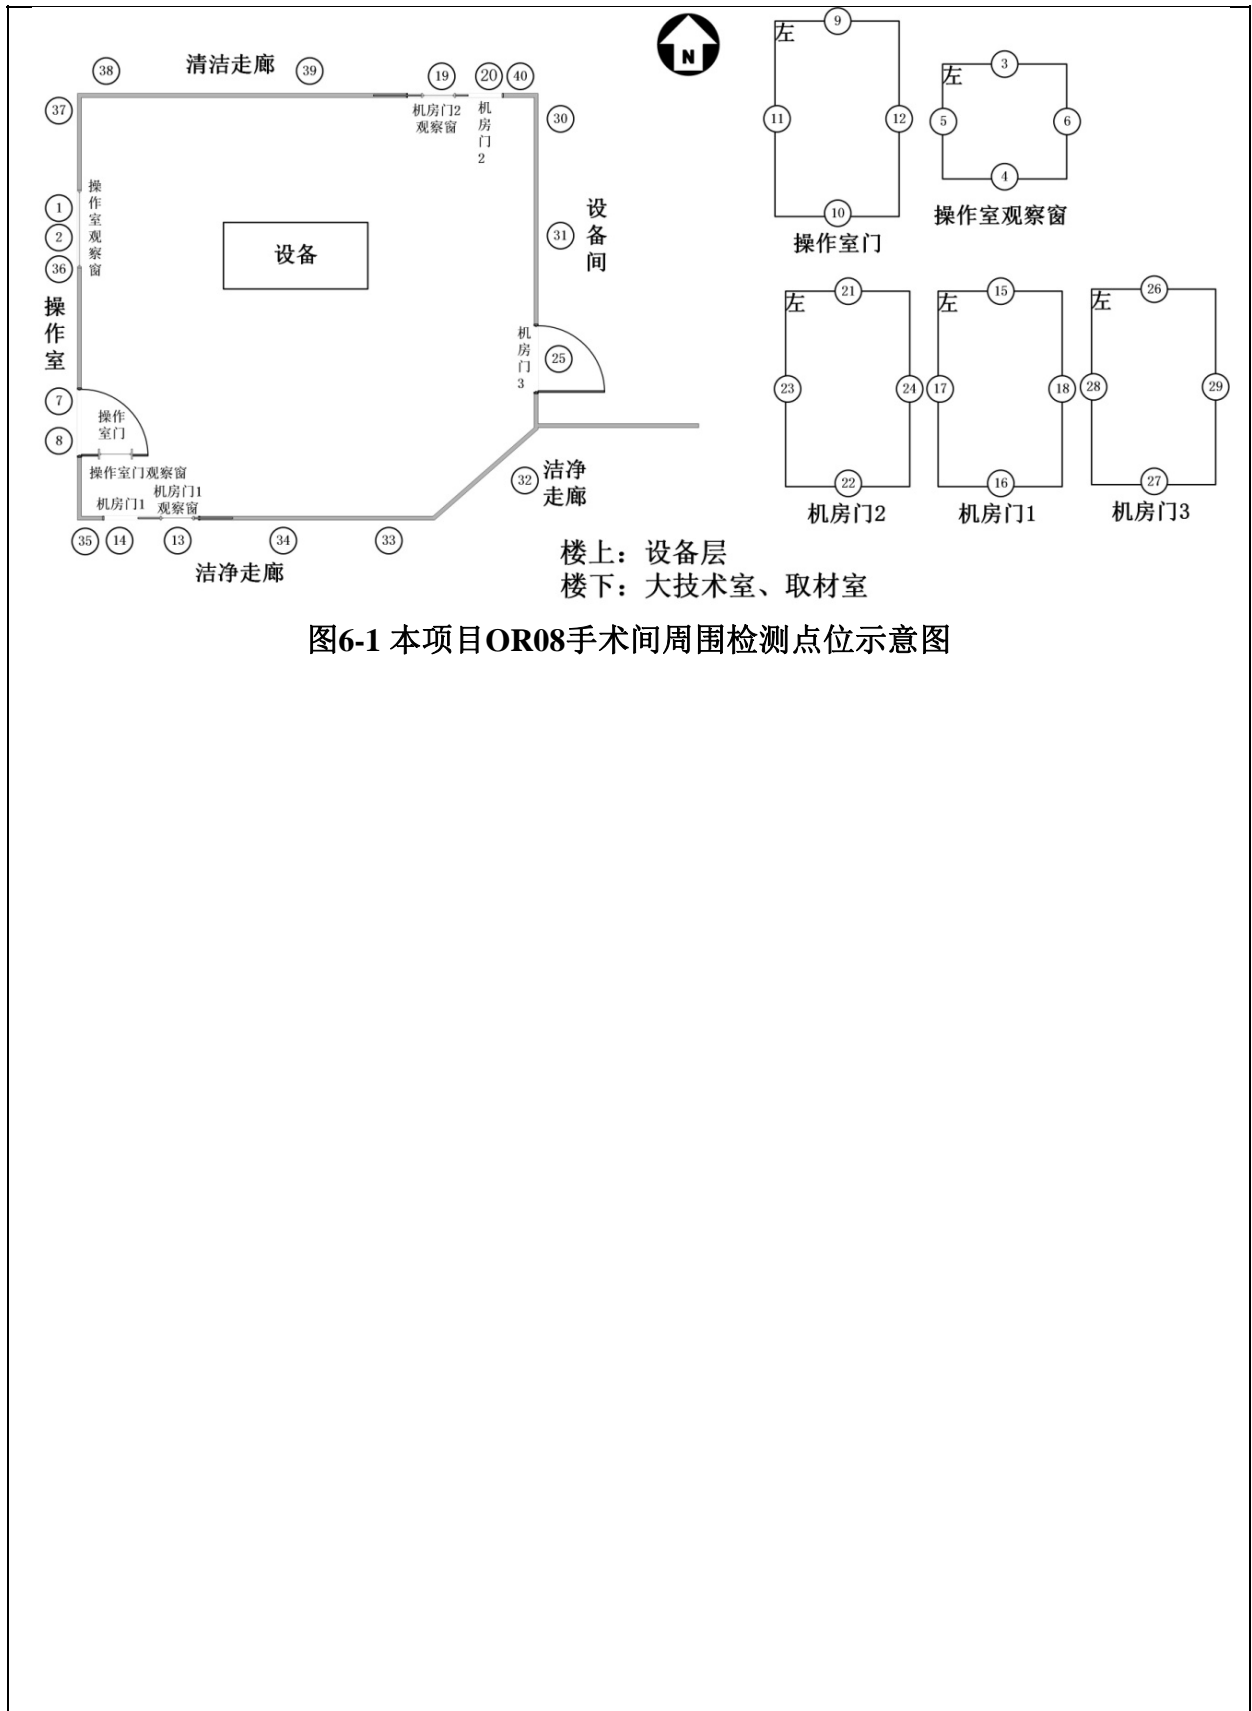 清洁走廊
38
39
19
20
40
37
机房门2
观察窗
机房门2
30
1
2
36
操作室观察窗
设备
31
设备间
操作室
机房门3
25
7
8
操作
室门
操作室门观察窗
机房门1
机房门1
观察窗
32
洁净
走廊
35
14
13
34
33
洁净走廊
N
左
9
11
12
10
操作室门
左
3
5
6
4
操作室观察窗
左
21
23
24
22
机房门2
左
15
17
18
16
机房门1
左
26
28
29
27
机房门3
楼上：设备层
楼下：大技术室、取材室
图6-1 本项目OR08手术间周围检测点位示意图